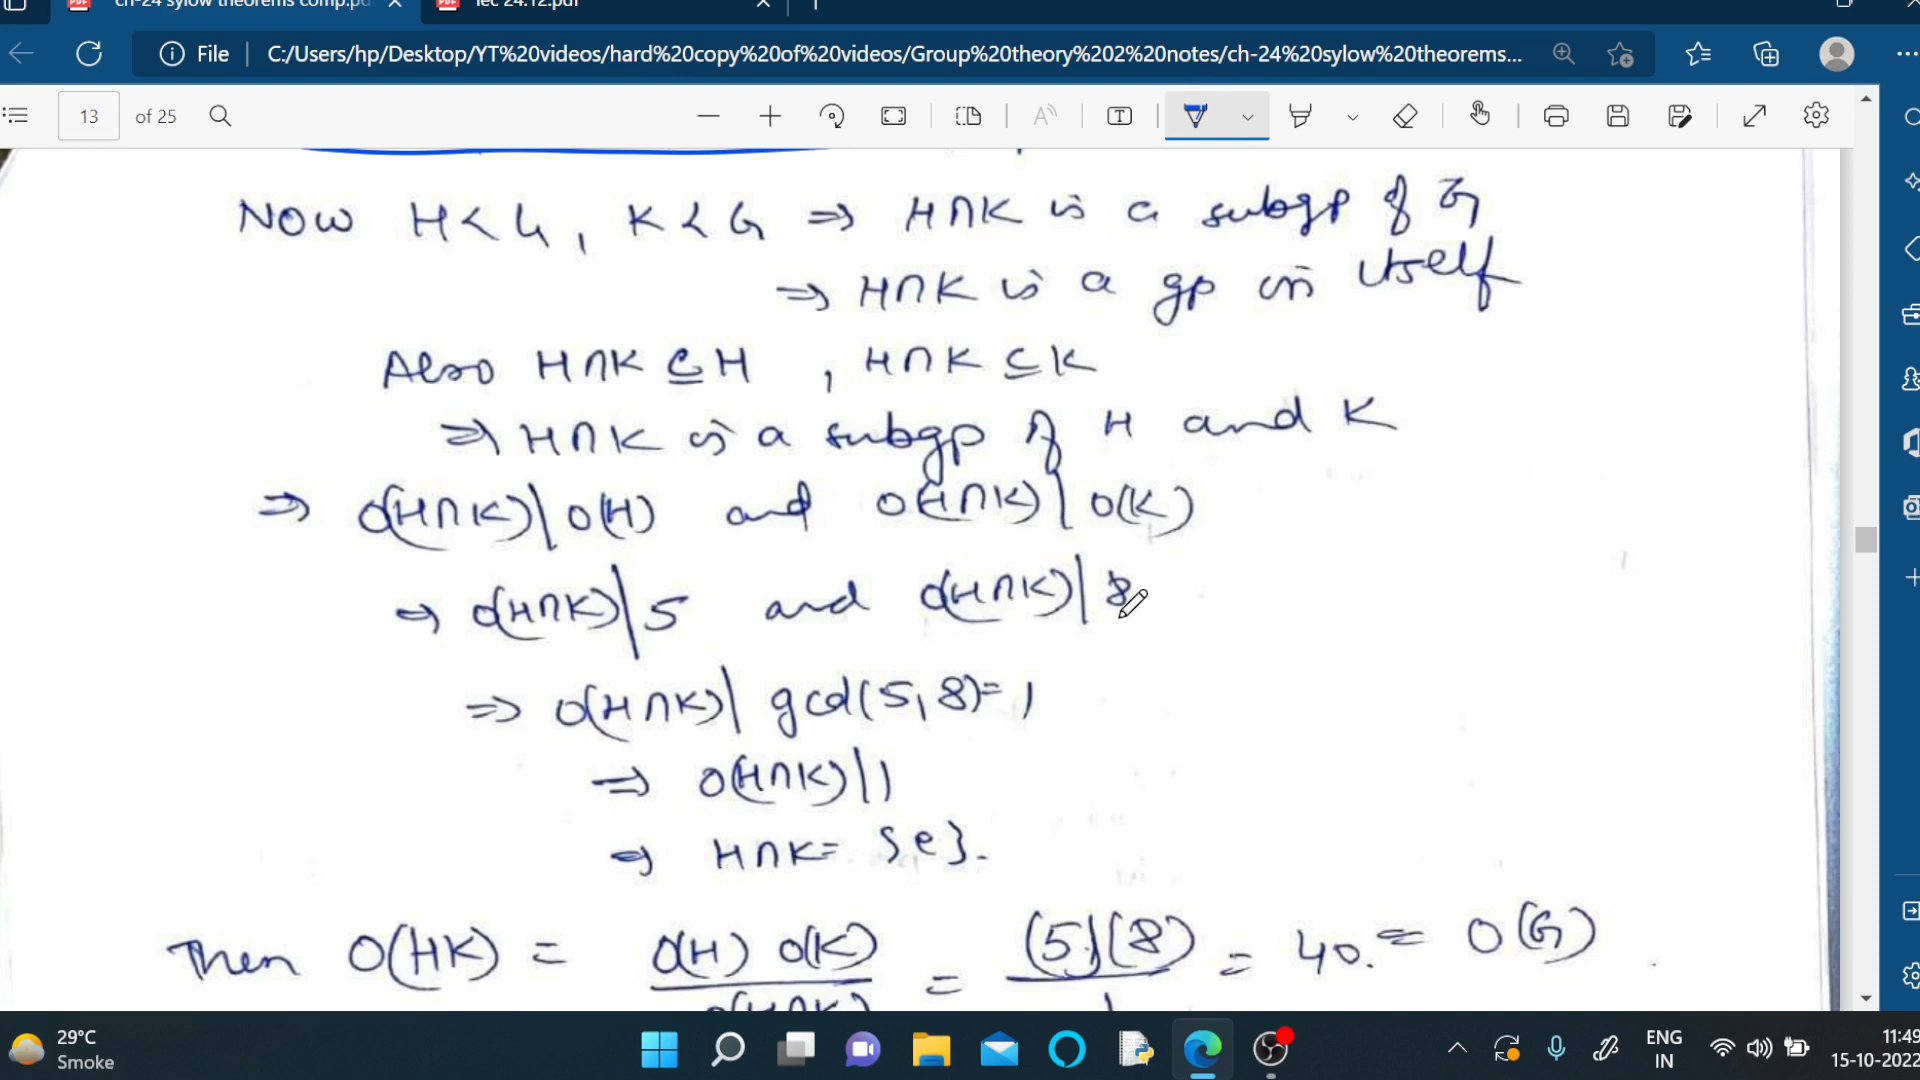 ch-24 sylow theorems comp.pdf
lec 24.12.pdf
File C:/Users/hp/Desktop/YT%20videos/hard%20copy%20of%20videos/Group%20theory%202%20notes/ch-24%20sylow%20theorems...
13 of 25
Now H<G, K<G ⇒ H∩K is a subgp of G
⇒ H∩K is a gp in itself
Also H∩K ⊆ H , H∩K ⊆ K
⇒ H∩K is a subgp of H and K
⇒ O(H∩K) | O(H) and O(H∩K) | O(K)
⇒ O(H∩K) | 5 and O(H∩K) | 8
⇒ O(H∩K) | gcd(5,8)=1
⇒ O(H∩K) | 1
⇒ H∩K = {e}.
Then O(HK) = O(H) O(K) / O(H∩K) = (5)(8) / 1 = 40. = O(G)
29°C
Smoke
ENG
IN
11:49
15-10-2022